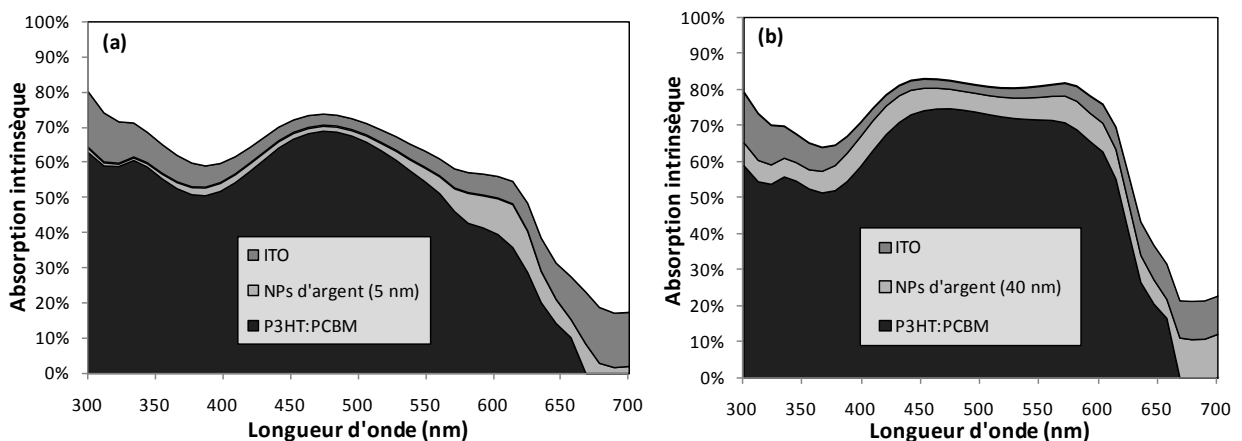 (a)
Absorption intrinsèque
100%
90%
80%
70%
60%
50%
40%
30%
20%
10%
0%
ITO
NPs d'argent (5 nm)
P3HT:PCBM
300 350 400 450 500 550 600 650 700
Longueur d'onde (nm)
(b)
Absorption intrinsèque
100%
90%
80%
70%
60%
50%
40%
30%
20%
10%
0%
ITO
NPs d'argent (40 nm)
P3HT:PCBM
300 350 400 450 500 550 600 650 700
Longueur d'onde (nm)